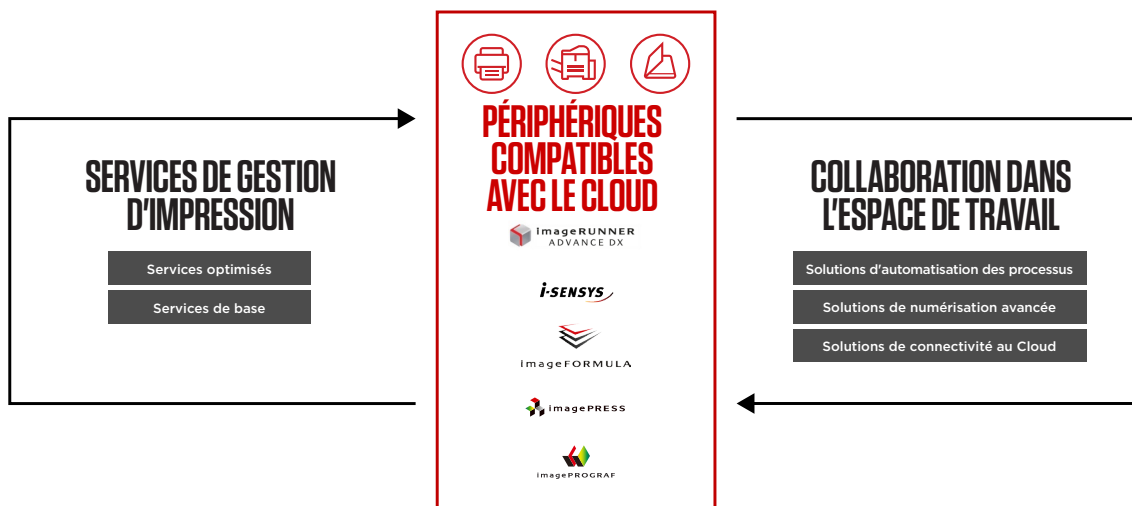 SERVICES DE GESTION
D'IMPRESSION
Services optimisés
Services de base
PÉRIPHÉRIQUES
COMPATIBLES
AVEC LE CLOUD
imageRUNNER
ADVANCE DX
i-SENSYS
imageFORMULA
imagePRESS
imagePROGRAF
COLLABORATION DANS
L'ESPACE DE TRAVAIL
Solutions d'automatisation des processus
Solutions de numérisation avancée
Solutions de connectivité au Cloud